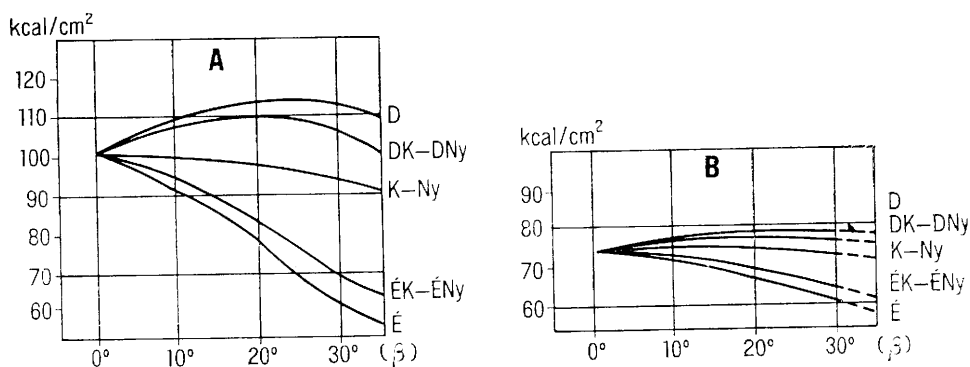 kcal/cm²
A
120
110
100
90
80
70
60
D
DK–DNy
K–Ny
ÉK–ÉNy
É
0° 10° 20° 30° (β)
kcal/cm²
B
90
80
70
60
D
DK–DNy
K–Ny
ÉK–ÉNy
É
0° 10° 20° 30° (β)